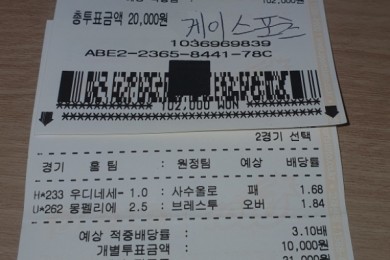 총투표금액 20,000원
케이스포츠
1036969839
ABE2-2365-8441-78C
102,000 WON
2경기 선택
경기 홈팀 : 원정팀 예상 배당률
H*233 우디네세- 1.0 : 사수올로 패 1.68
U*262 몽펠리에 2.5 : 브레스투 오버 1.84
예상 적중배당률 : 3.10배
개별투표금액 : 10,000원